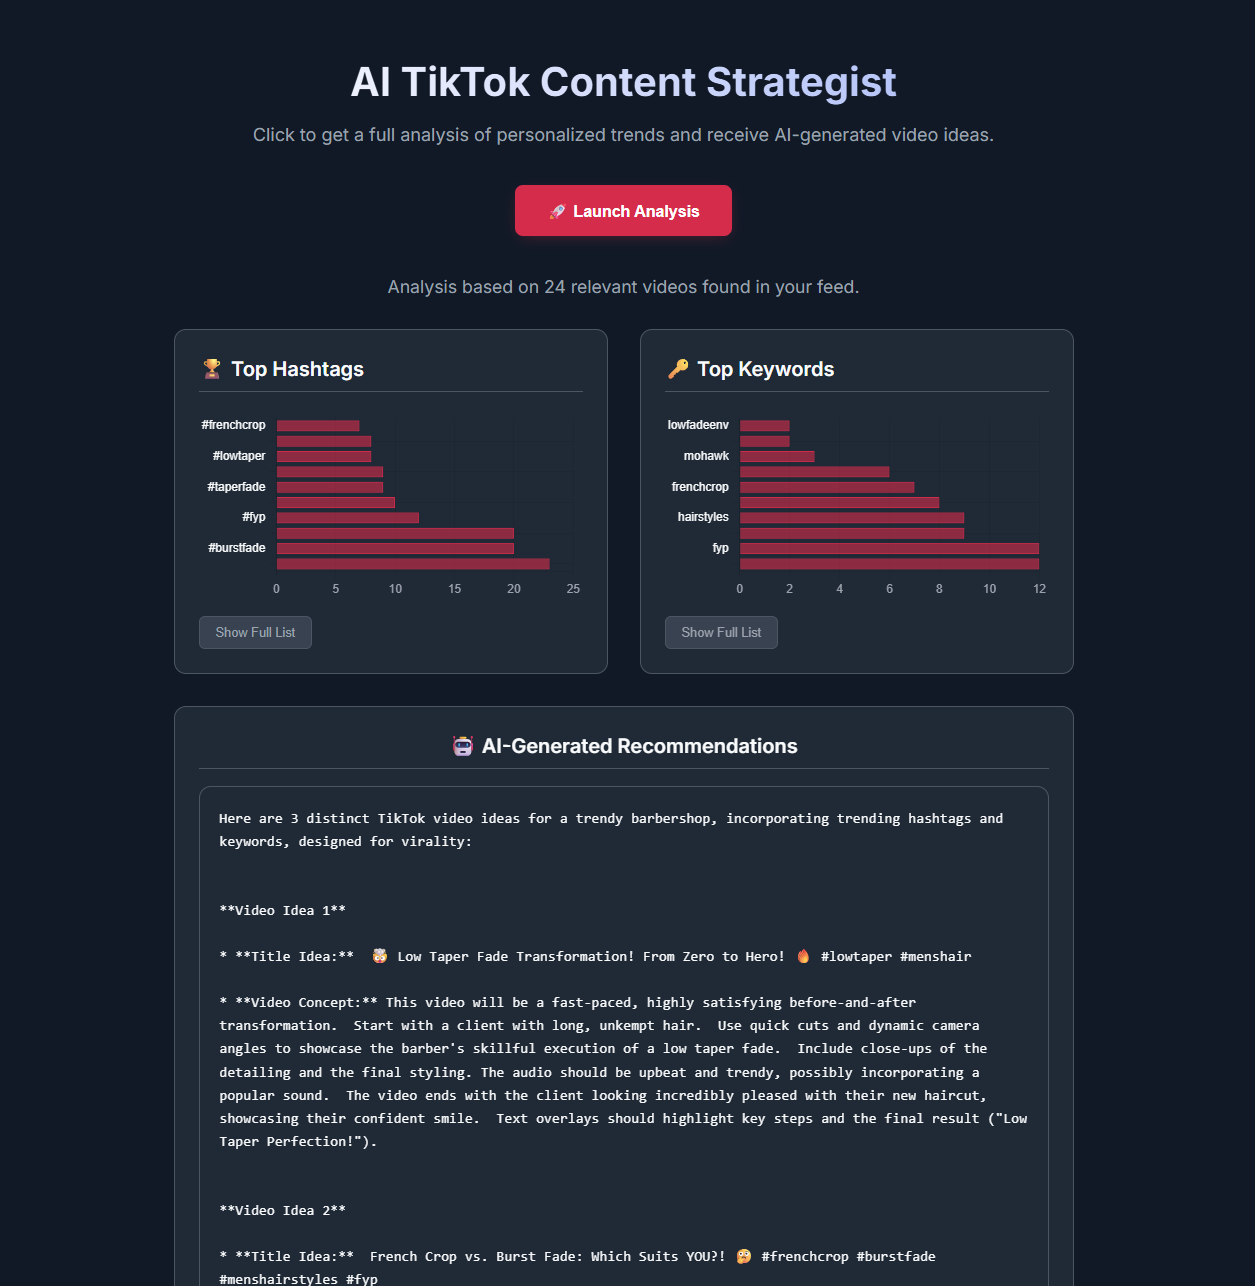 AI TikTok Content Strategist
Click to get a full analysis of personalized trends and receive AI-generated video ideas.
🚀 Launch Analysis
Analysis based on 24 relevant videos found in your feed.
🏆 Top Hashtags
#frenchcrop
#lowtaper
#taperfade
#fyp
#burstfade
0 5 10 15 20 25
Show Full List
🔑 Top Keywords
lowfadeenv
mohawk
frenchcrop
hairstyles
fyp
0 2 4 6 8 10 12
Show Full List
🤖 AI-Generated Recommendations
Here are 3 distinct TikTok video ideas for a trendy barbershop, incorporating trending hashtags and
keywords, designed for virality:
**Video Idea 1**
* **Title Idea:**  🤯 Low Taper Fade Transformation! From Zero to Hero! 🔥 #lowtaper #menshair
* **Video Concept:** This video will be a fast-paced, highly satisfying before-and-after
transformation.  Start with a client with long, unkempt hair.  Use quick cuts and dynamic camera
angles to showcase the barber's skillful execution of a low taper fade.  Include close-ups of the
detailing and the final styling. The audio should be upbeat and trendy, possibly incorporating a
popular sound.  The video ends with the client looking incredibly pleased with their new haircut,
showcasing their confident smile.  Text overlays should highlight key steps and the final result ("Low
Taper Perfection!").
**Video Idea 2**
* **Title Idea:**  French Crop vs. Burst Fade: Which Suits YOU?! 🤔 #frenchcrop #burstfade
#menshairstyles #fyp